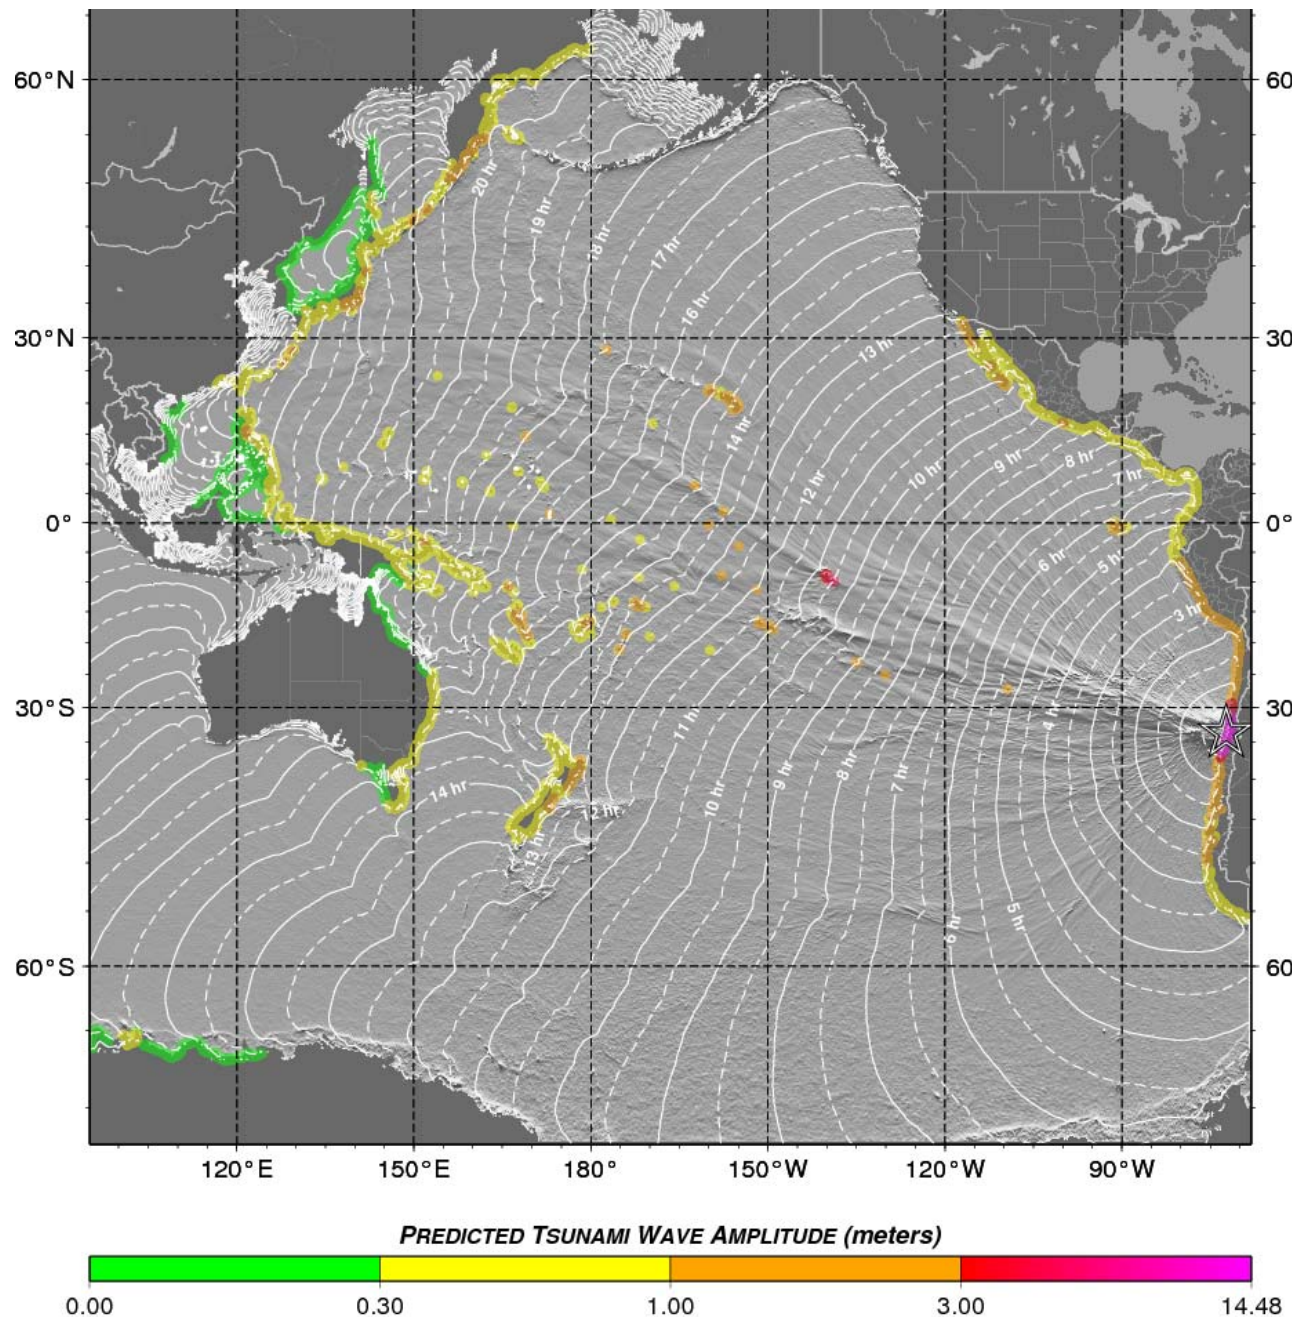 60°N
60
20 hr
19 hr
18 hr
17 hr
16 hr
30°N
13 hr
30
14 hr
12 hr
10 hr
9 hr
8 hr
7 hr
0°
0°
6 hr
5 hr
3 hr
30°S
30
11 hr
4 hr
9 hr
8 hr
7 hr
14 hr
10 hr
12 hr
13 hr
5 hr
6 hr
60°S
60
120°E
150°E
180°
150°W
120°W
90°W
PREDICTED TSUNAMI WAVE AMPLITUDE (meters)
0.00
0.30
1.00
3.00
14.48